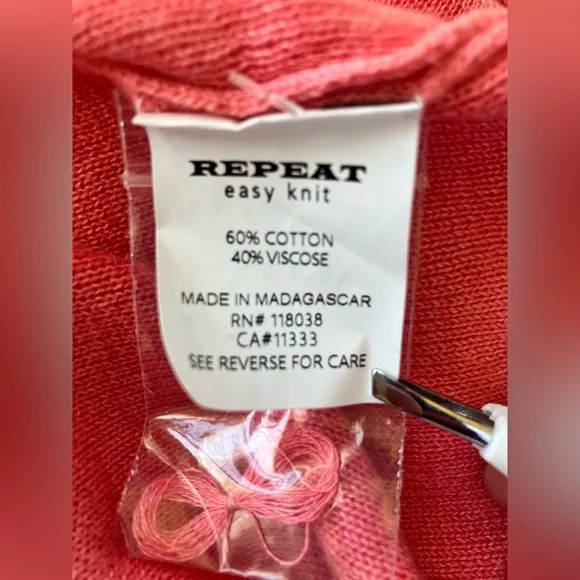 REPEAT
easy knit
60% COTTON
40% VISCOSE
MADE IN MADAGASCAR
RN# 118038
CA#11333
SEE REVERSE FOR CARE